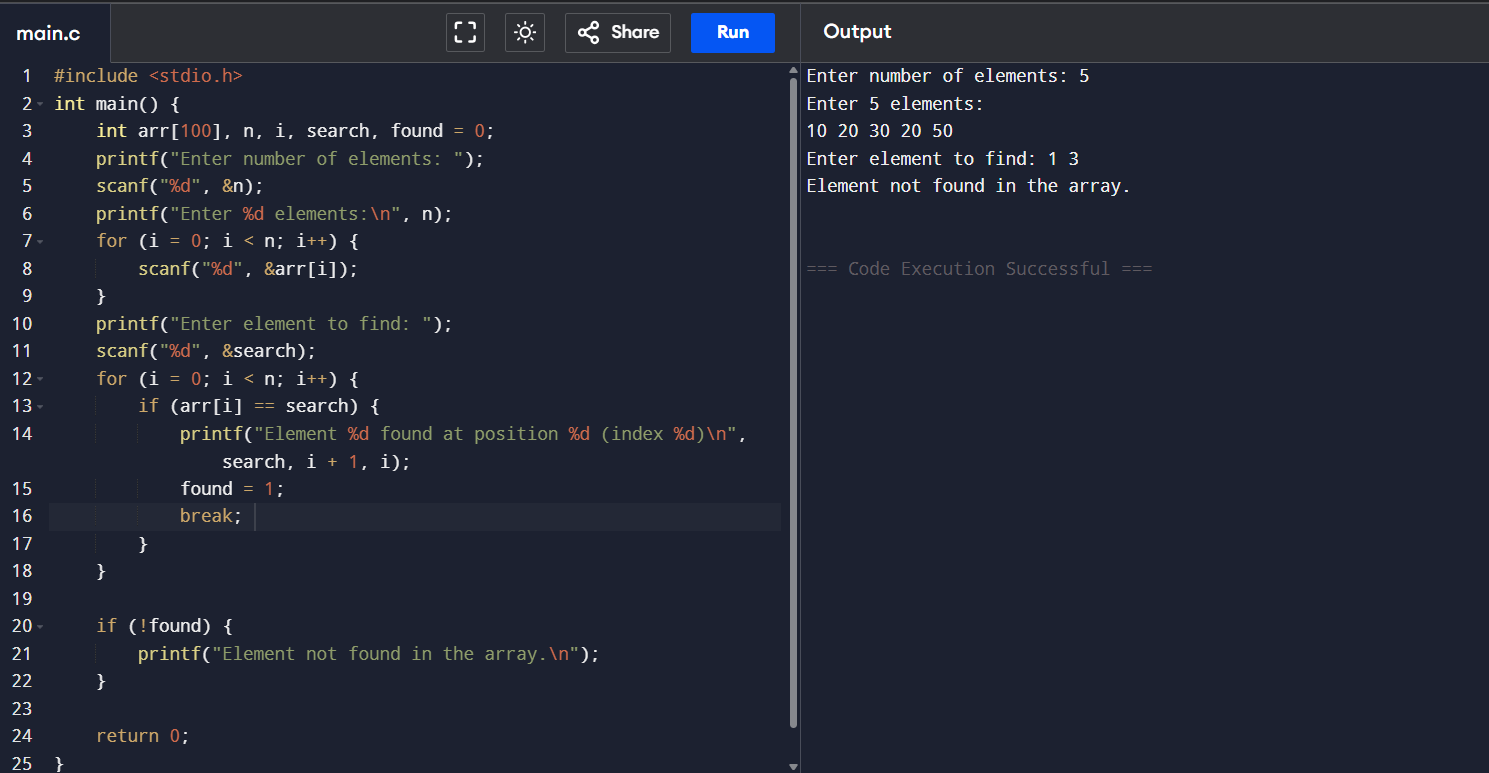 main.c
Share
Run
Output
1 #include <stdio.h>
2 int main() {
3     int arr[100], n, i, search, found = 0;
4     printf("Enter number of elements: ");
5     scanf("%d", &n);
6     printf("Enter %d elements:\n", n);
7     for (i = 0; i < n; i++) {
8         scanf("%d", &arr[i]);
9     }
10     printf("Enter element to find: ");
11     scanf("%d", &search);
12     for (i = 0; i < n; i++) {
13         if (arr[i] == search) {
14             printf("Element %d found at position %d (index %d)\n",
                search, i + 1, i);
15             found = 1;
16             break;
17         }
18     }
19
20     if (!found) {
21         printf("Element not found in the array.\n");
22     }
23
24     return 0;
25 }
Enter number of elements: 5
Enter 5 elements:
10 20 30 20 50
Enter element to find: 1 3
Element not found in the array.
=== Code Execution Successful ===